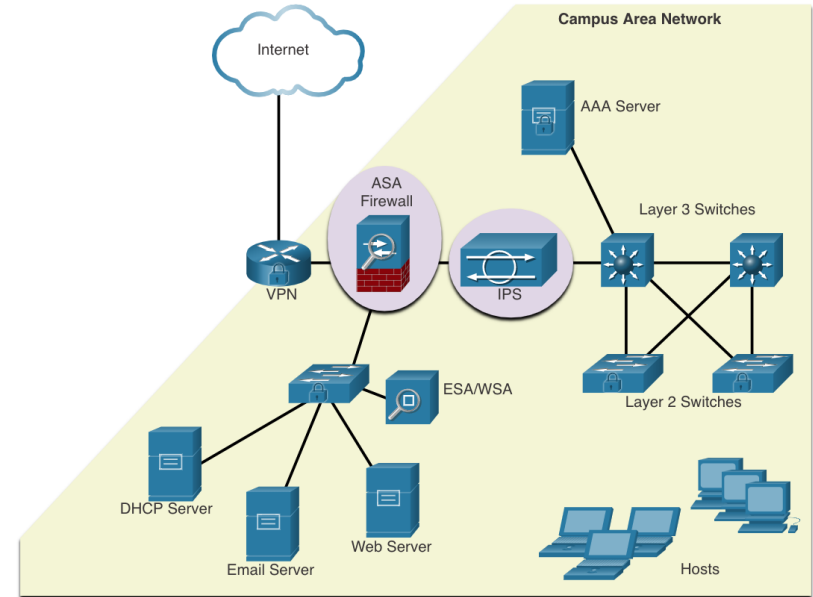 Campus Area Network
Internet
AAA Server
ASA
Firewall
Layer 3 Switches
VPN
IPS
ESA/WSA
Layer 2 Switches
DHCP Server
Web Server
Email Server
Hosts